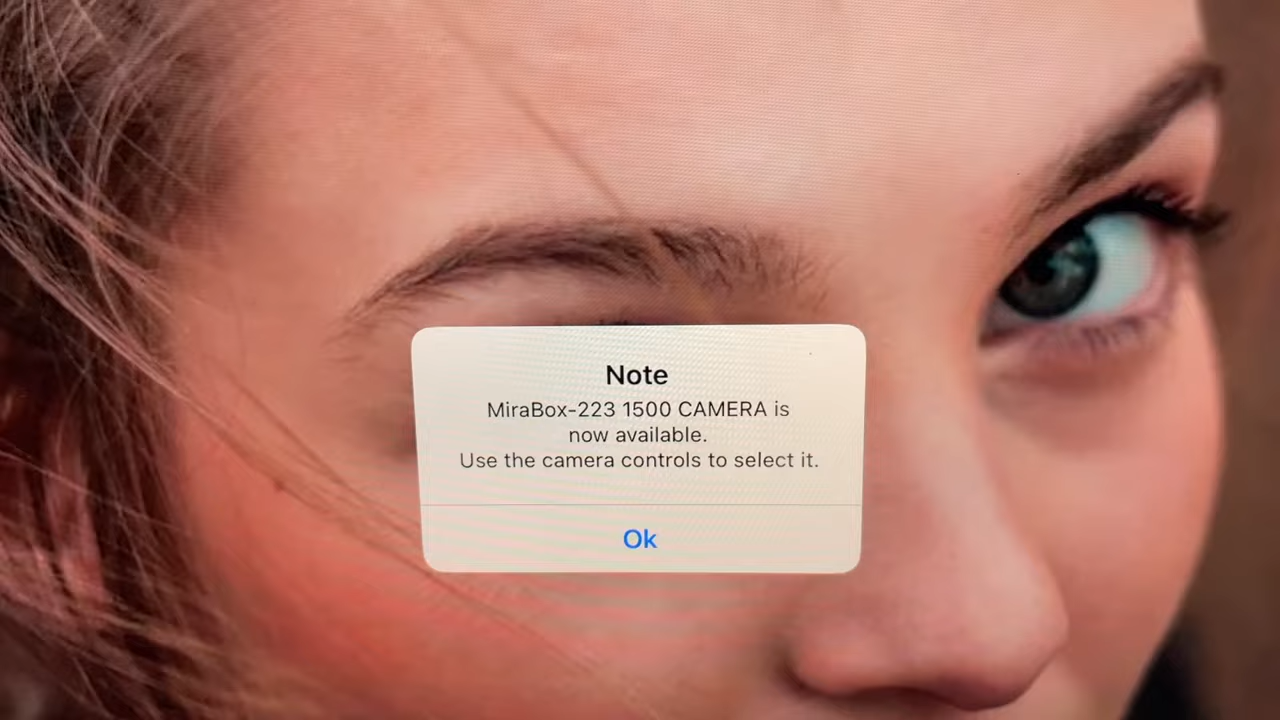 Note
MiraBox-223 1500 CAMERA is
now available.
Use the camera controls to select it.
Ok